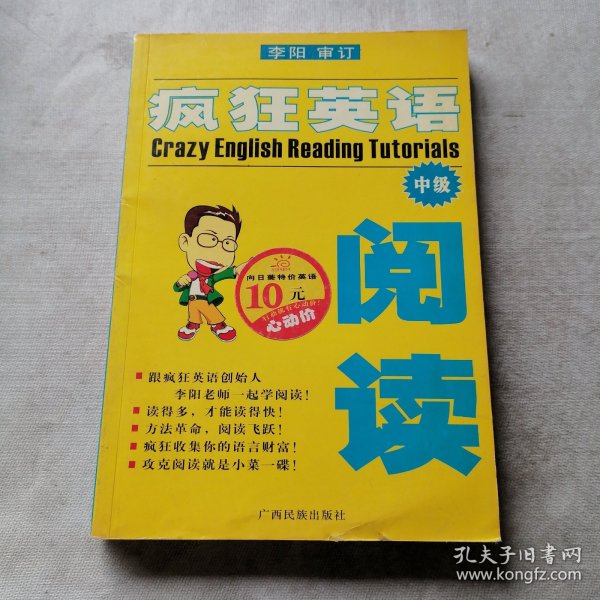 李阳 审订
疯狂英语
Crazy English Reading Tutorials
中级
阅读
向日葵特价英语
10元
心动价
跟疯狂英语创始人
李阳老师一起学阅读!
读得多，才能读得快!
方法革命，阅读飞跃!
疯狂收集你的语言财富!
攻克阅读就是小菜一碟!
广西民族出版社
孔夫子旧书网
www.kongfz.com